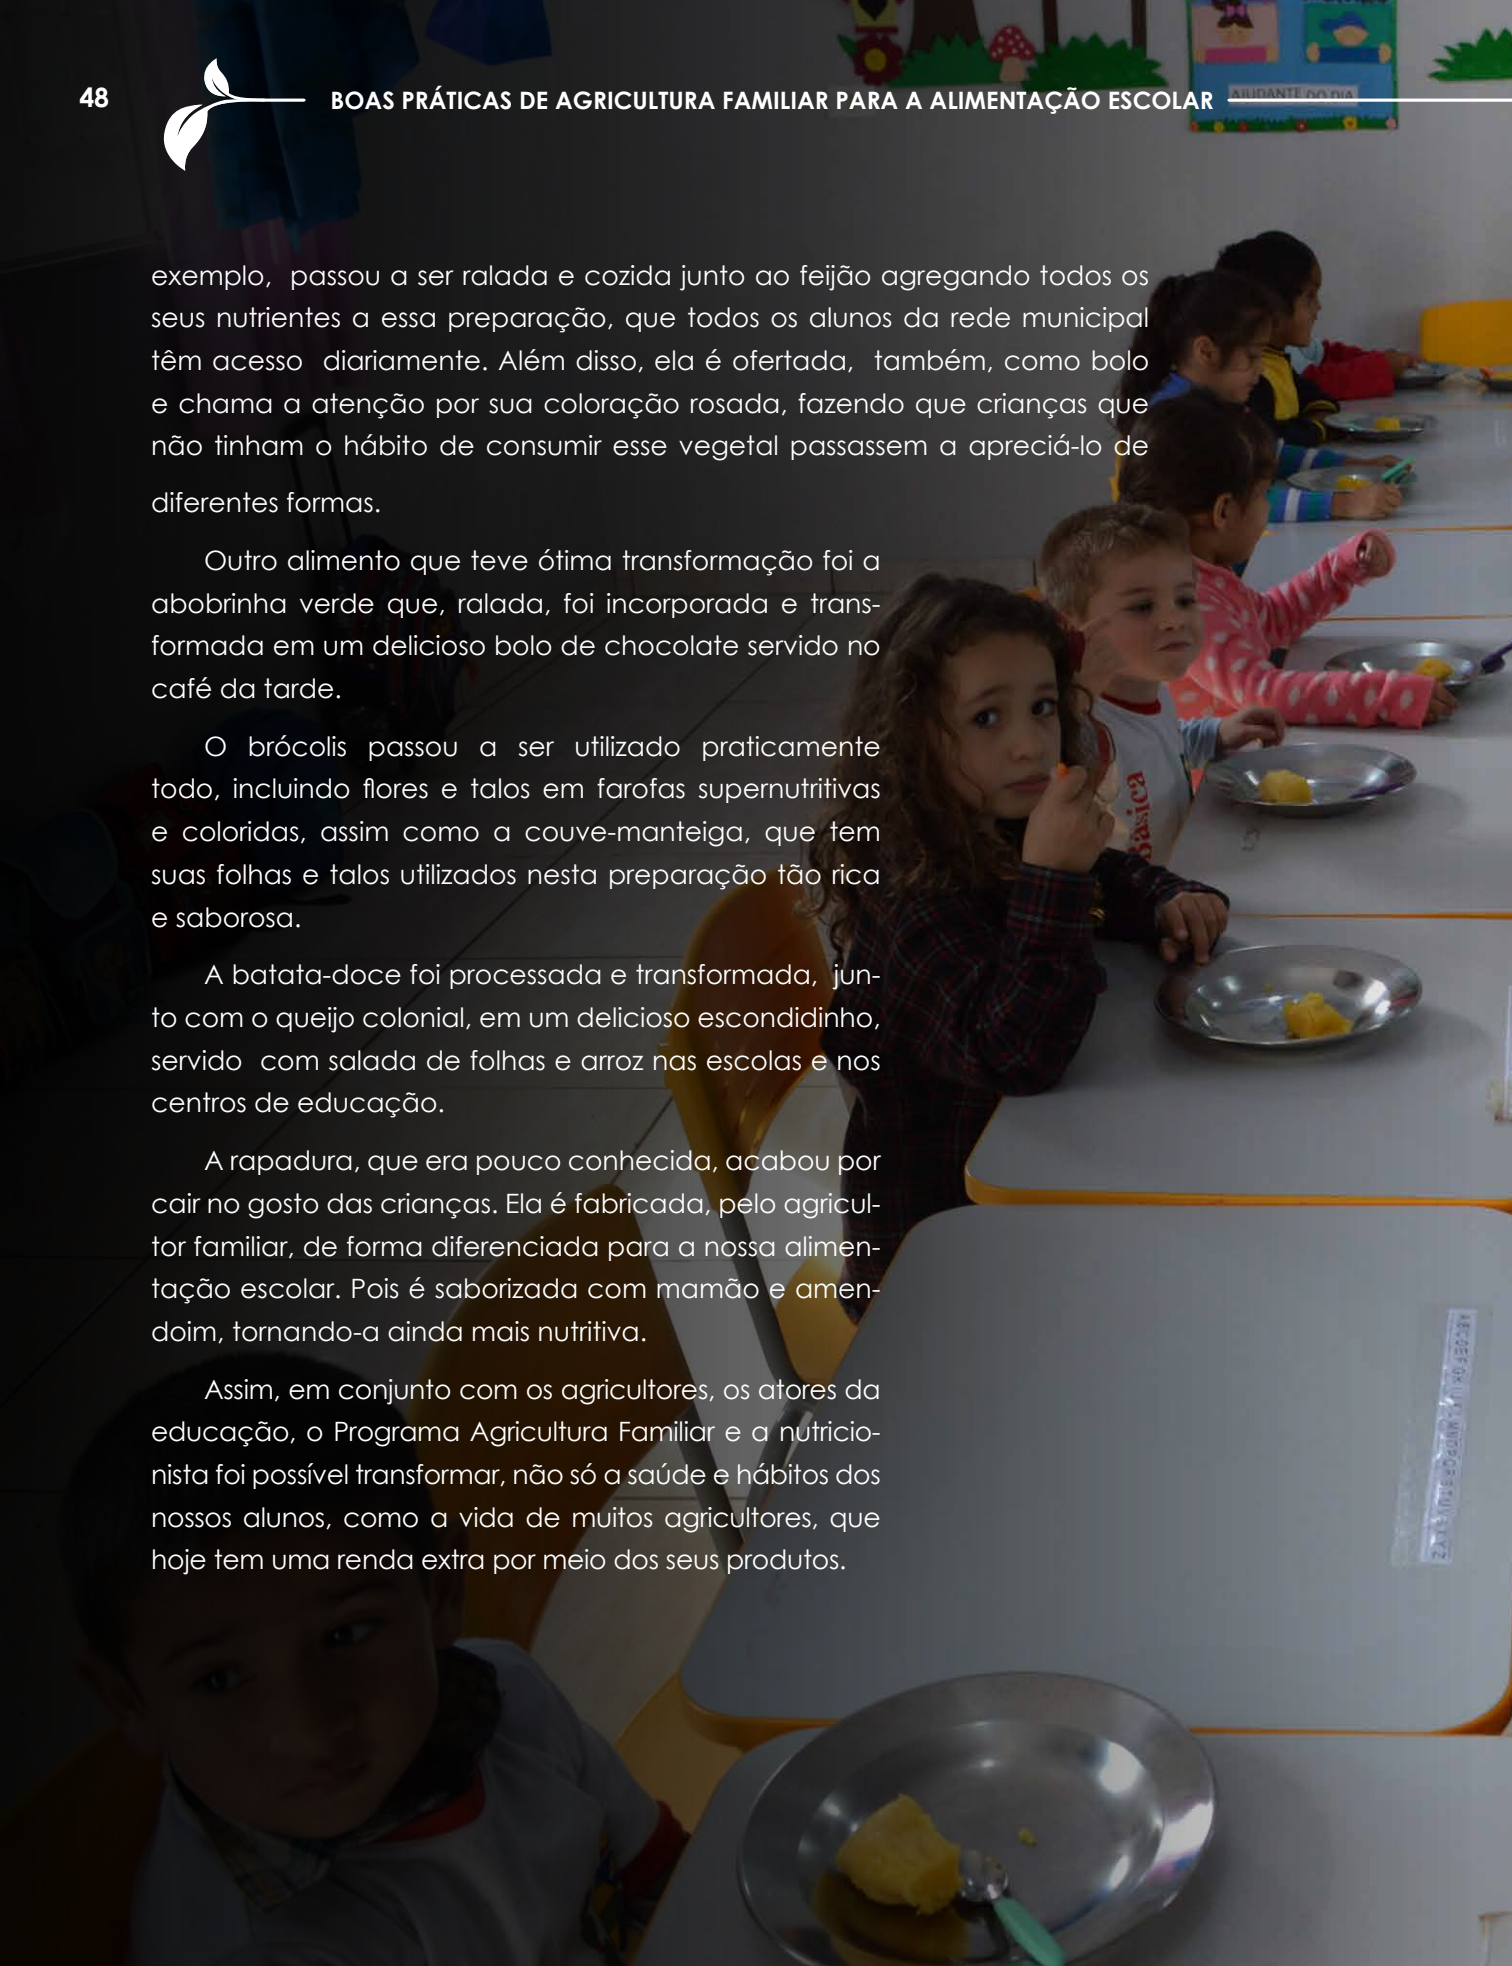 48
BOAS PRÁTICAS DE AGRICULTURA FAMILIAR PARA A ALIMENTAÇÃO ESCOLAR
AJUDANTE DO DIA
exemplo, passou a ser ralada e cozida junto ao feijão agregando todos os
seus nutrientes a essa preparação, que todos os alunos da rede municipal
têm acesso diariamente. Além disso, ela é ofertada, também, como bolo
e chama a atenção por sua coloração rosada, fazendo que crianças que
não tinham o hábito de consumir esse vegetal passassem a apreciá-lo de
diferentes formas.
Outro alimento que teve ótima transformação foi a
abobrinha verde que, ralada, foi incorporada e trans-
formada em um delicioso bolo de chocolate servido no
café da tarde.
O brócolis passou a ser utilizado praticamente
todo, incluindo flores e talos em farofas supernutritivas
e coloridas, assim como a couve-manteiga, que tem
suas folhas e talos utilizados nesta preparação tão rica
e saborosa.
A batata-doce foi processada e transformada, jun-
to com o queijo colonial, em um delicioso escondidinho,
servido com salada de folhas e arroz nas escolas e nos
centros de educação.
A rapadura, que era pouco conhecida, acabou por
cair no gosto das crianças. Ela é fabricada, pelo agricul-
tor familiar, de forma diferenciada para a nossa alimen-
tação escolar. Pois é saborizada com mamão e amen-
doim, tornando-a ainda mais nutritiva.
Assim, em conjunto com os agricultores, os atores da
educação, o Programa Agricultura Familiar e a nutricio-
nista foi possível transformar, não só a saúde e hábitos dos
nossos alunos, como a vida de muitos agricultores, que
hoje tem uma renda extra por meio dos seus produtos.
Básica